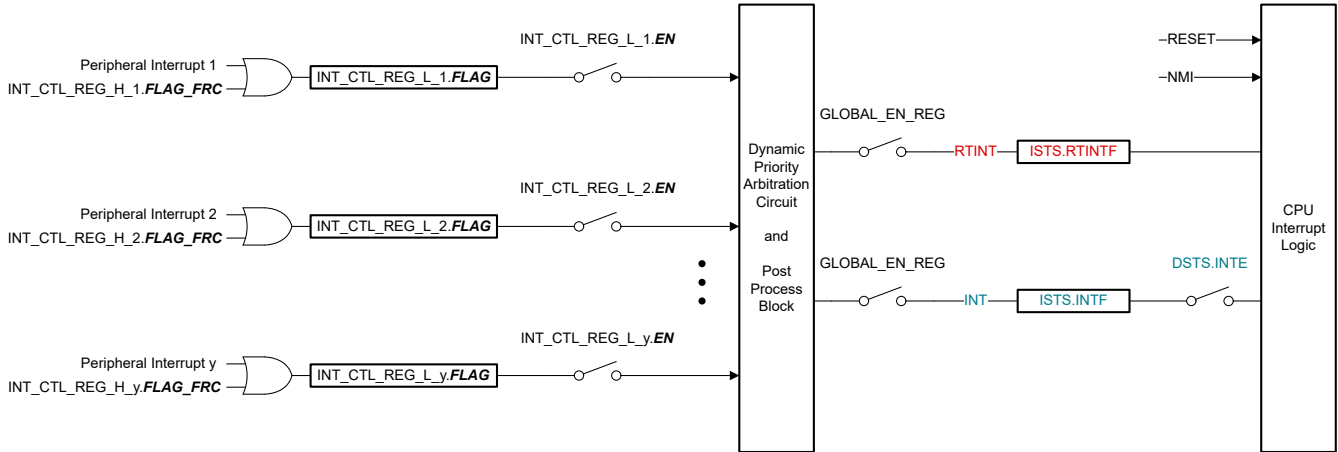 INT_CTL_REG_L_1.EN
Peripheral Interrupt 1
INT_CTL_REG_H_1.FLAG_FRC
INT_CTL_REG_L_1.FLAG
INT_CTL_REG_L_2.EN
Peripheral Interrupt 2
INT_CTL_REG_H_2.FLAG_FRC
INT_CTL_REG_L_2.FLAG
INT_CTL_REG_L_y.EN
Peripheral Interrupt y
INT_CTL_REG_H_y.FLAG_FRC
INT_CTL_REG_L_y.FLAG
Dynamic
Priority
Arbitration
Circuit
and
Post
Process
Block
RESET
NMI
GLOBAL_EN_REG
RTINT
ISTS.RTINTF
GLOBAL_EN_REG
INT
ISTS.INTF
DSTS.INTE
CPU
Interrupt
Logic